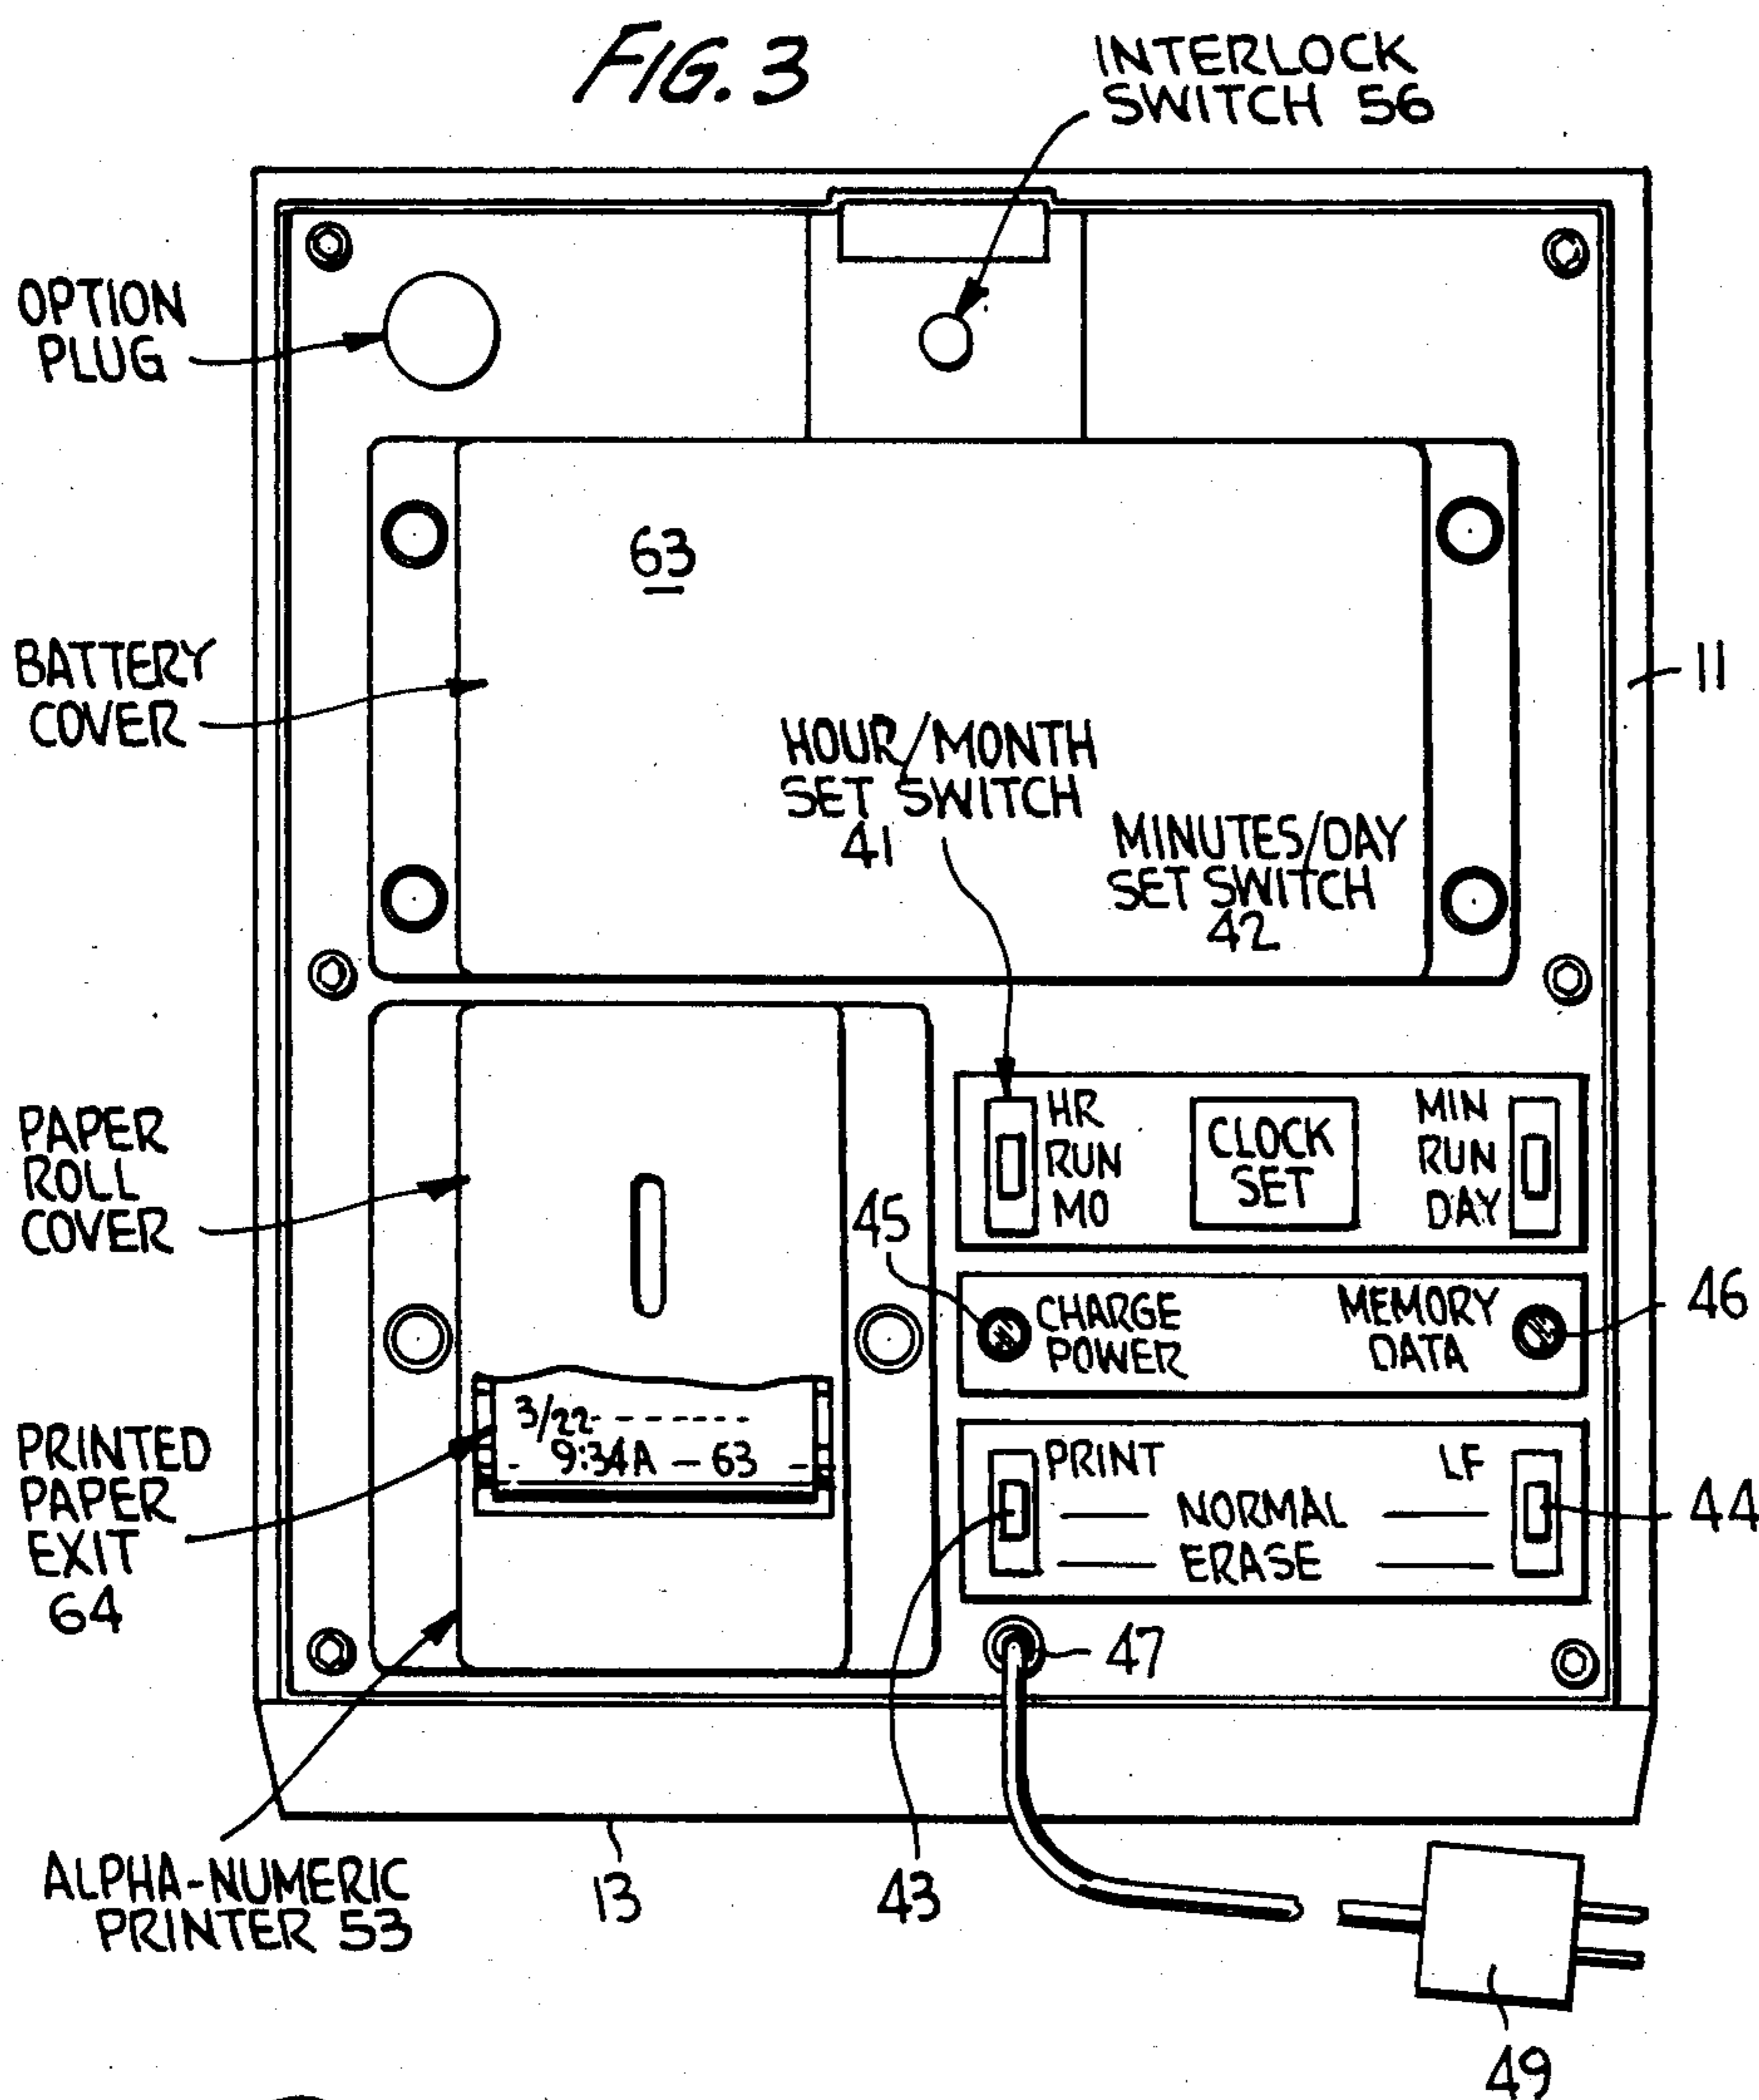 FIG. 3
INTERLOCK
SWITCH 56
OPTION
PLUG
63
BATTERY
COVER
11
HOUR/MONTH
SET SWITCH
41
MINUTES/DAY
SET SWITCH
42
PAPER
ROLL
COVER
HR
RUN
MO
CLOCK
SET
MIN
RUN
DAY
45
CHARGE
POWER
MEMORY
DATA
46
PRINTED
PAPER
EXIT
64
3/22- - - - - - -
- 9:34A - 63 - -
PRINT
LF
NORMAL
ERASE
44
47
ALPHA-NUMERIC
PRINTER 53
13
43
49